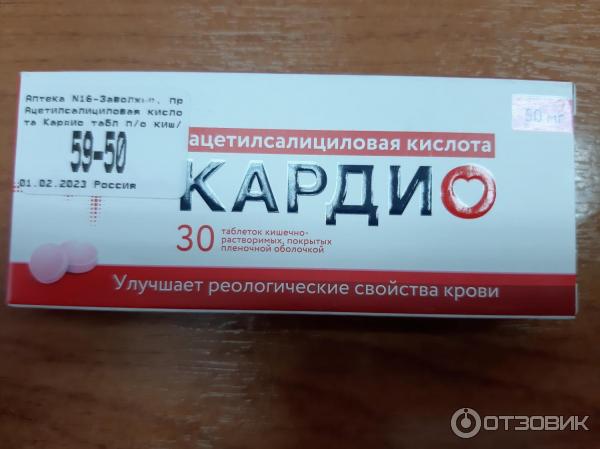 Аптека N16-Заволжи, пр
Ацетилсалициловая кисло
та Кардио табл п/о киш/
59-50
01.02.2023 Россия
50 мг
ацетилсалициловая кислота
КАРДИО
30 таблеток кишечно-
растворимых, покрытых
пленочной оболочкой
Улучшает реологические свойства крови
ОТЗОВИК